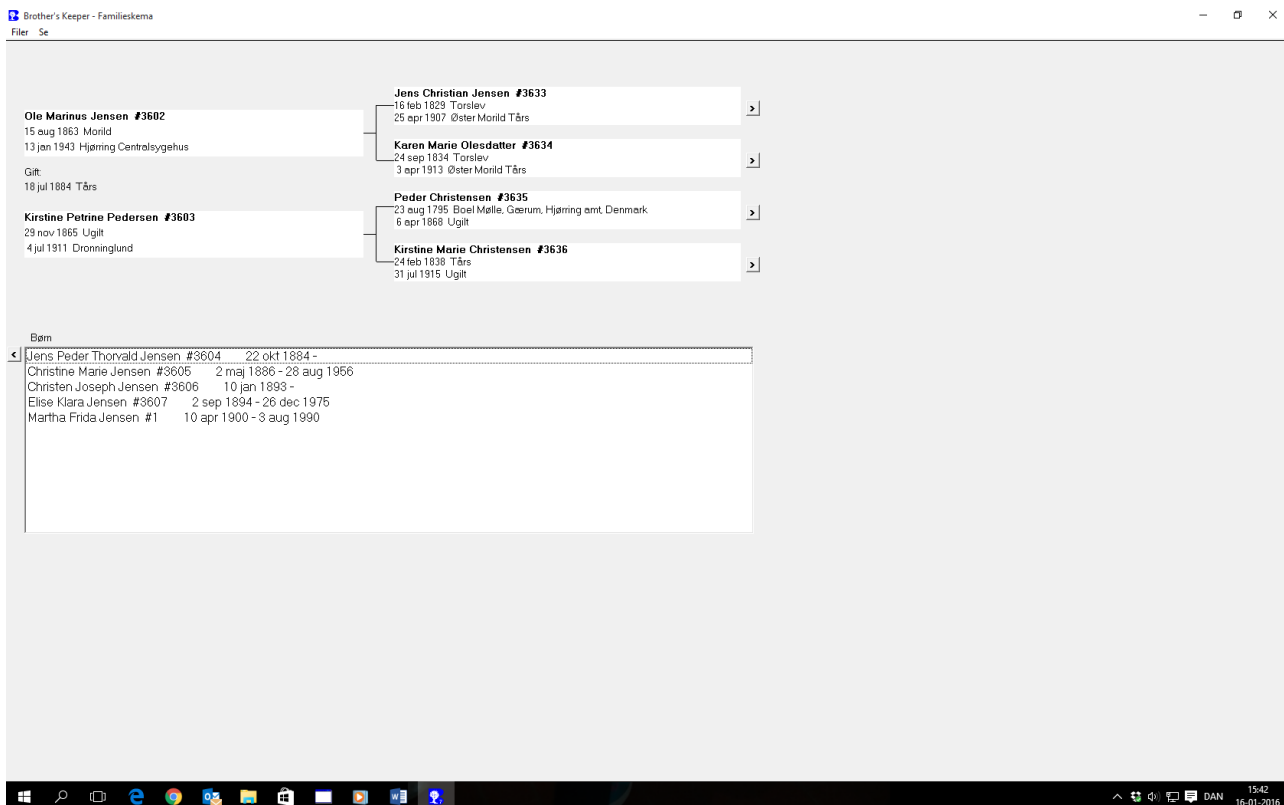 Brother's Keeper - Familieskema
Filer Se
Ole Marinus Jensen #3602
15 aug 1863 Morild
13 jan 1943 Hjørring Centralsygehus
Gift:
18 jul 1884 Tårs
Kirstine Petrine Pedersen #3603
29 nov 1865 Ugilt
4 jul 1911 Dronninglund
Jens Christian Jensen #3633
16 feb 1829 Torslev
25 apr 1907 Øster Morild Tårs
Karen Marie Olesdatter #3634
24 sep 1834 Torslev
3 apr 1913 Øster Morild Tårs
Peder Christensen #3635
23 aug 1795 Boel Mølle, Gærum, Hjørring amt, Denmark
6 apr 1868 Ugilt
Kirstine Marie Christensen #3636
24 feb 1838 Tårs
31 jul 1915 Ugilt
Børn
Jens Peder Thorvald Jensen #3604 22 okt 1884 -
Christine Marie Jensen #3605 2 maj 1886 - 28 aug 1956
Christen Joseph Jensen #3606 10 jan 1893 -
Elise Klara Jensen #3607 2 sep 1894 - 26 dec 1975
Martha Frida Jensen #1 10 apr 1900 - 3 aug 1990
DAN
15:42
16-01-2016